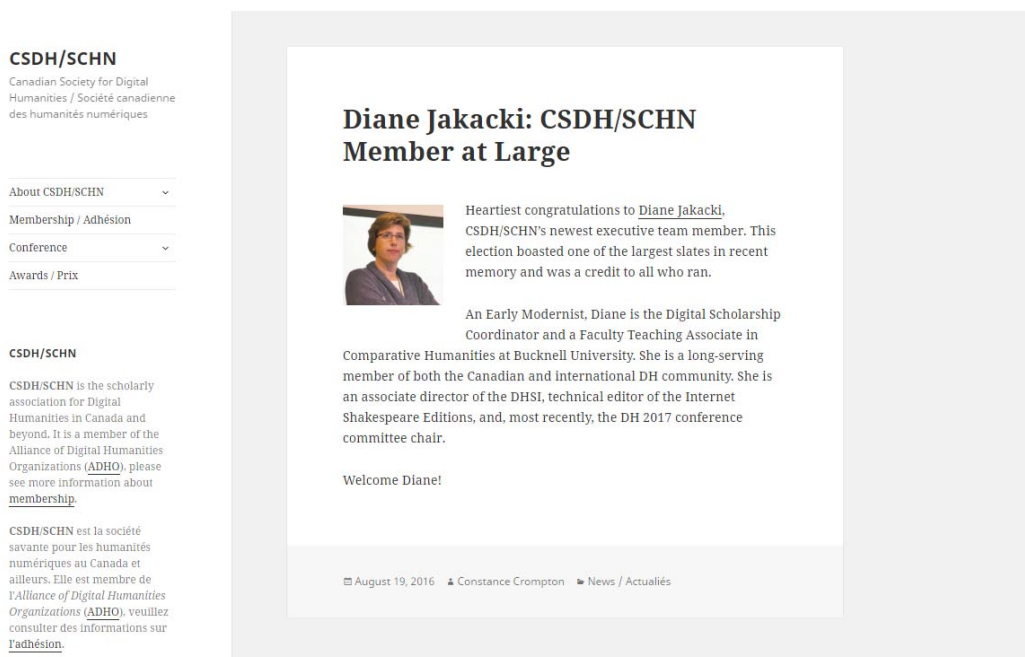 CSDH/SCHN
Canadian Society for Digital
Humanities / Société canadienne
des humanités numériques
About CSDH/SCHN
Membership / Adhésion
Conference
Awards / Prix
CSDH/SCHN
CSDH/SCHN is the scholarly
association for Digital
Humanities in Canada and
beyond. It is a member of the
Alliance of Digital Humanities
Organizations (ADHO), please
see more information about
membership.
CSDH/SCHN est la société
savante pour les humanités
numériques au Canada et
ailleurs. Elle est membre de
l'Alliance of Digital Humanities
Organizations (ADHO), veuillez
consulter des informations sur
l'adhésion.
Diane Jakacki: CSDH/SCHN
Member at Large
Heartiest congratulations to Diane Jakacki,
CSDH/SCHN's newest executive team member. This
election boasted one of the largest slates in recent
memory and was a credit to all who ran.
An Early Modernist, Diane is the Digital Scholarship
Coordinator and a Faculty Teaching Associate in
Comparative Humanities at Bucknell University. She is a long-serving
member of both the Canadian and international DH community. She is
an associate director of the DHSI, technical editor of the Internet
Shakespeare Editions, and, most recently, the DH 2017 conference
committee chair.
Welcome Diane!
August 19, 2016 Constance Crompton News / Actualiés